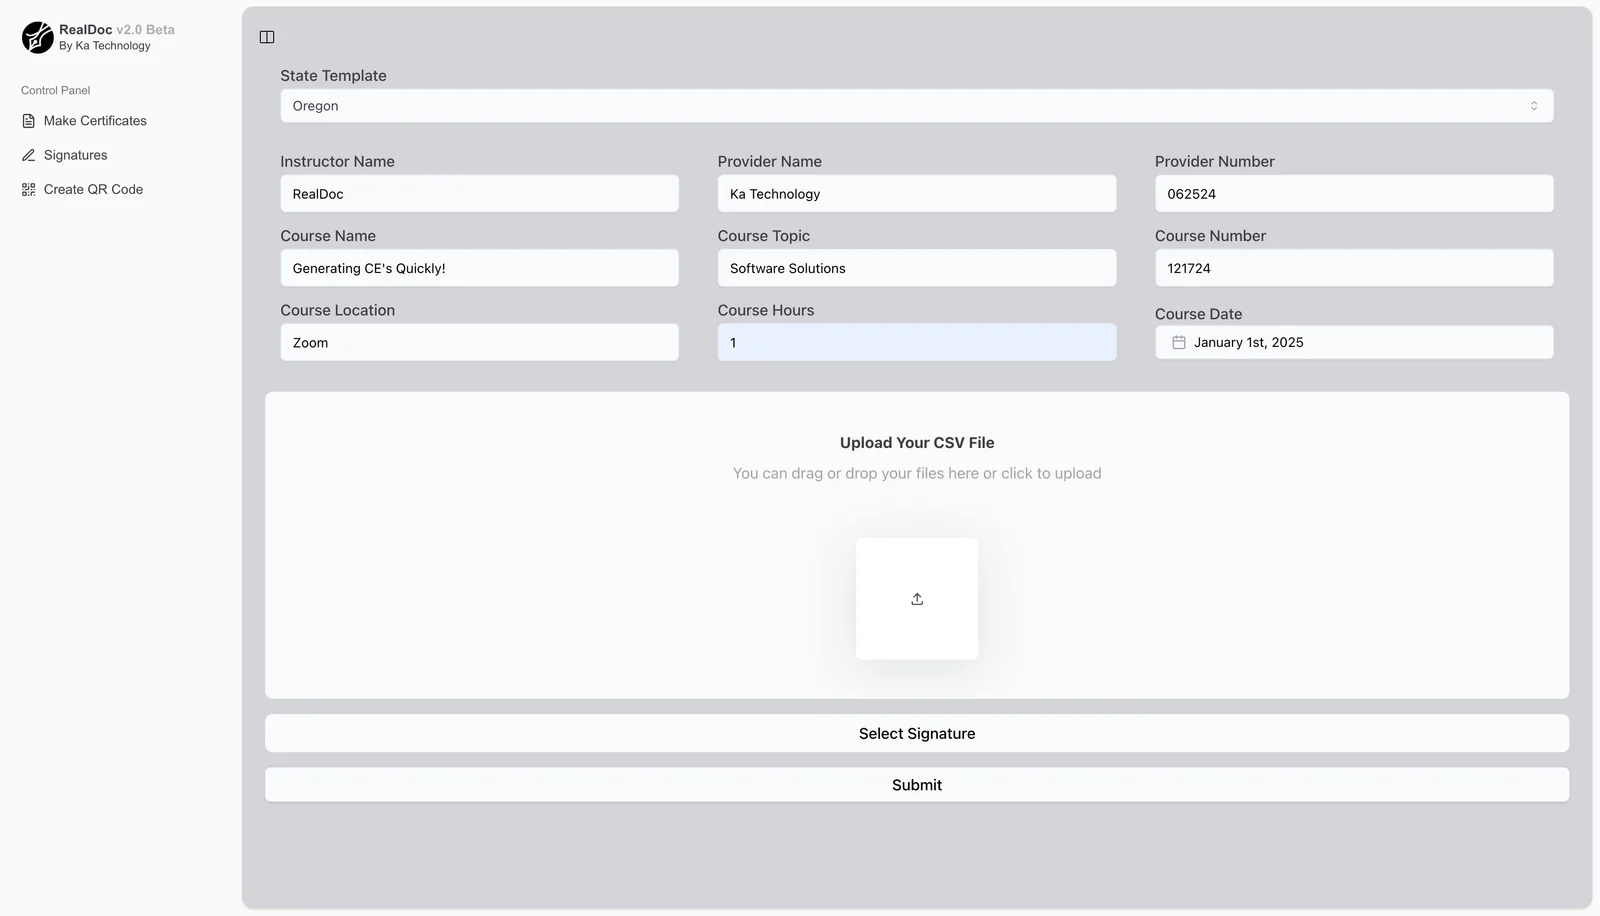 RealDoc v2.0 Beta
By Ka Technology
Control Panel
Make Certificates
Signatures
Create QR Code
State Template
Oregon
Instructor Name
RealDoc
Provider Name
Ka Technology
Provider Number
062524
Course Name
Generating CE's Quickly!
Course Topic
Software Solutions
Course Number
121724
Course Location
Zoom
Course Hours
1
Course Date
January 1st, 2025
Upload Your CSV File
You can drag or drop your files here or click to upload
Select Signature
Submit